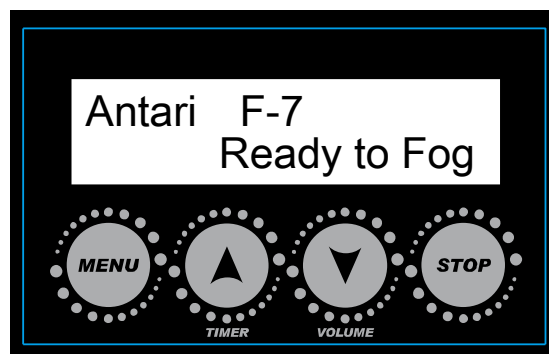 Antari F-7
Ready to Fog
MENU
STOP
TIMER
VOLUME